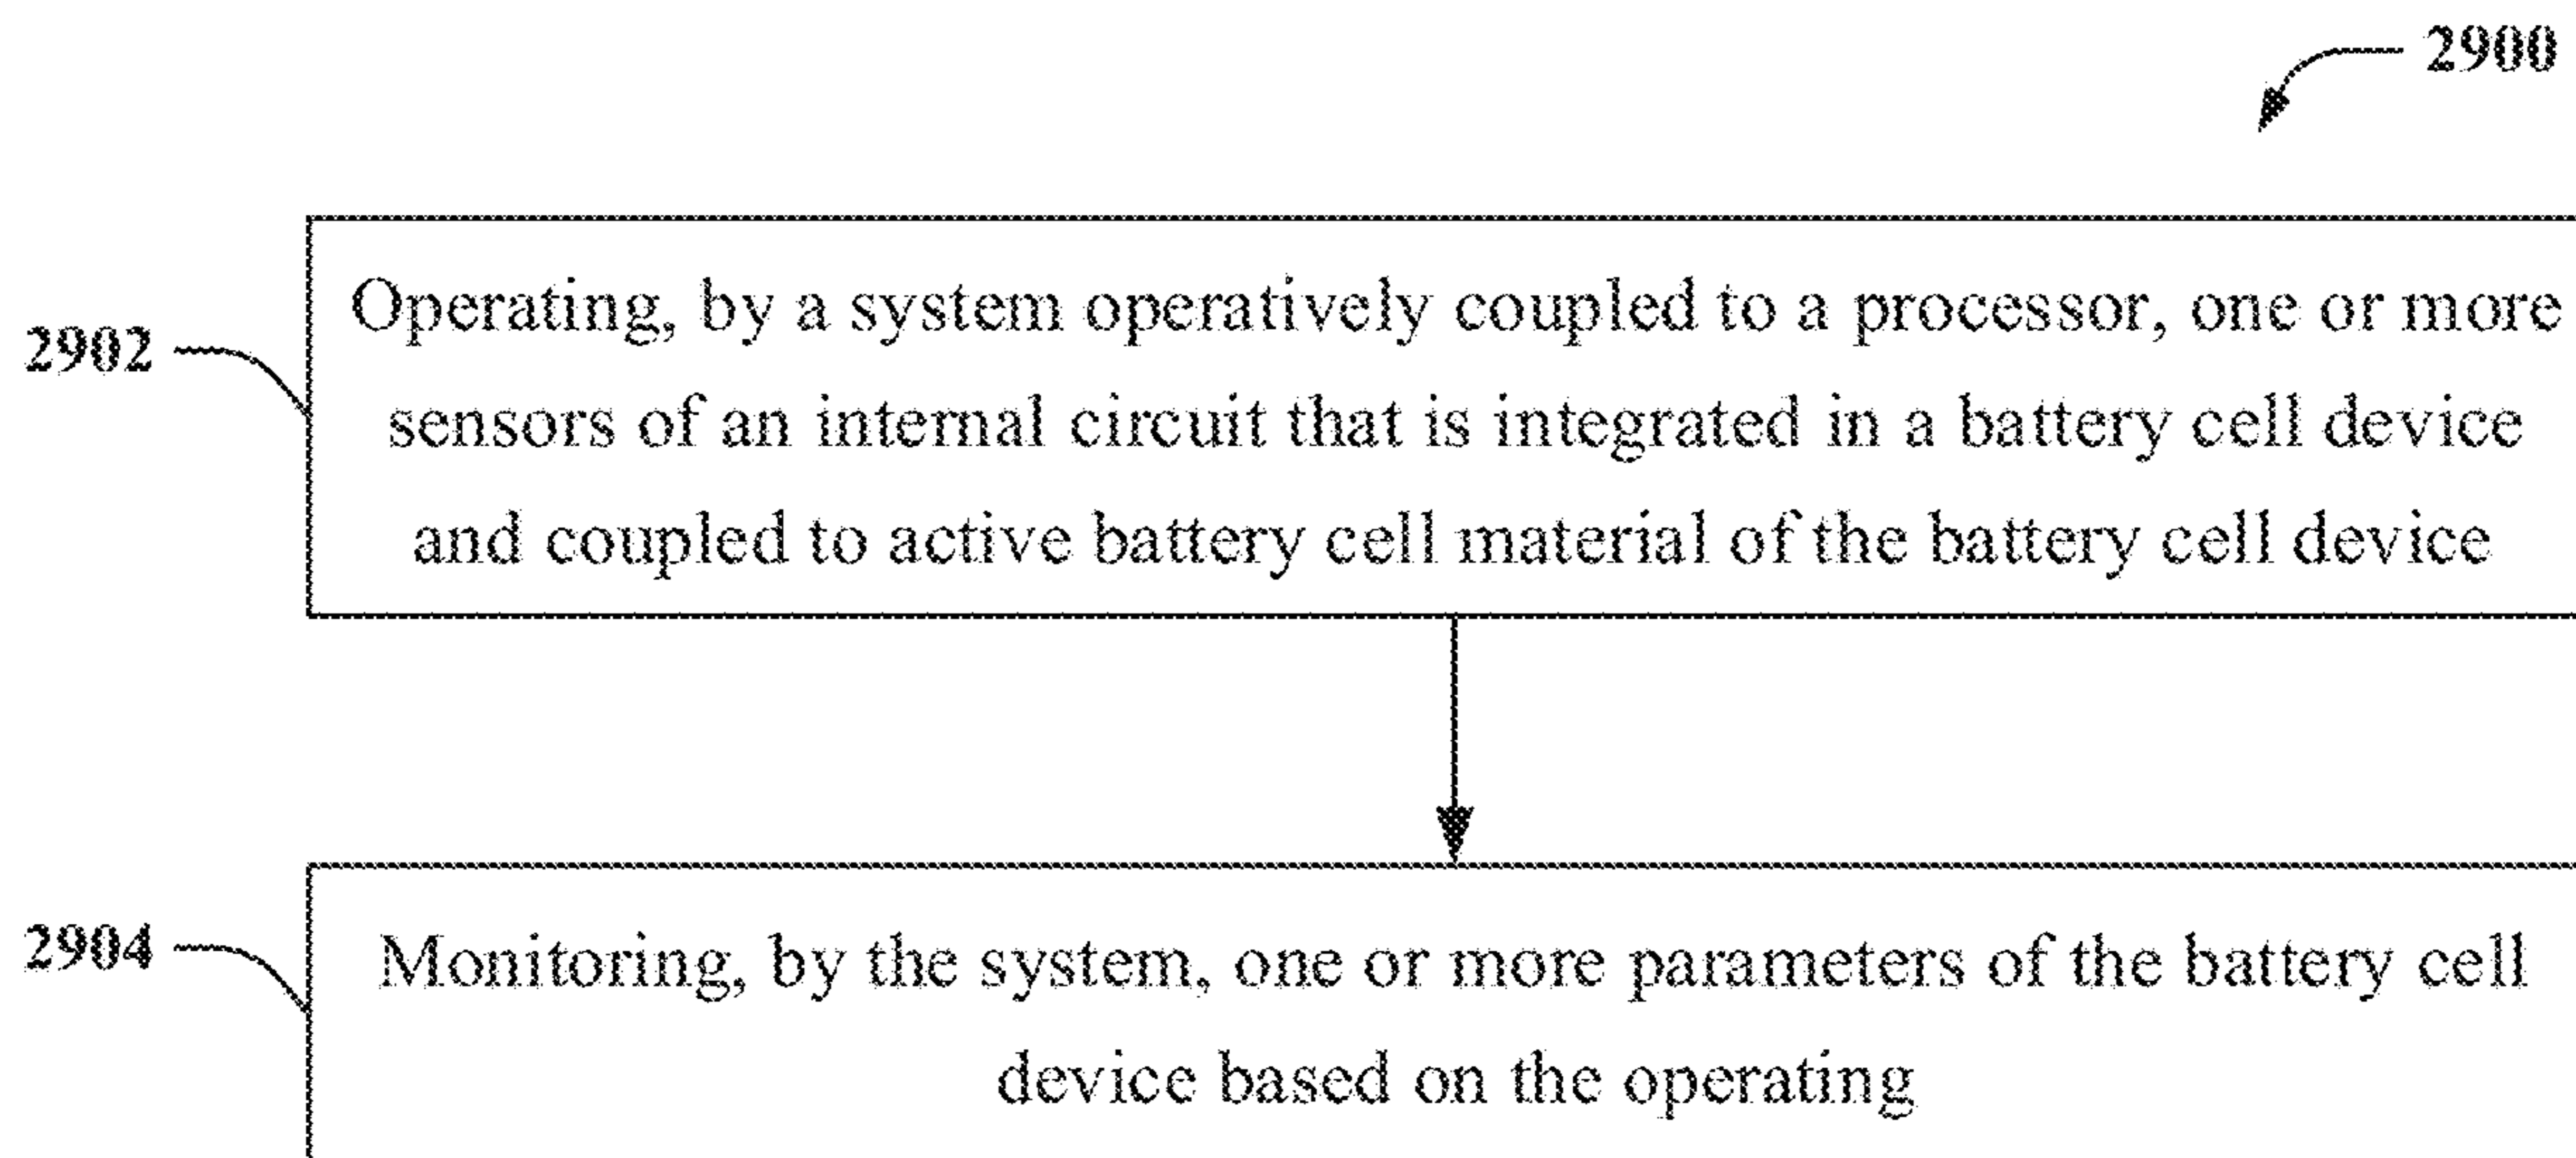 2900
2902
Operating, by a system operatively coupled to a processor, one or more
sensors of an internal circuit that is integrated in a battery cell device
and coupled to active battery cell material of the battery cell device
2904
Monitoring, by the system, one or more parameters of the battery cell
device based on the operating